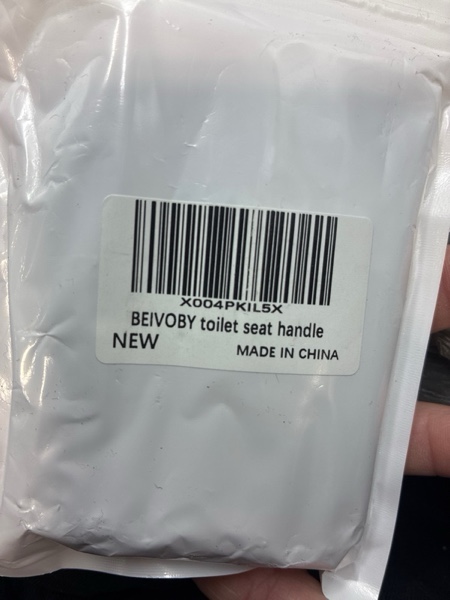 X004PKIL5X
BEIVOBY toilet seat handle
NEW
MADE IN CHINA